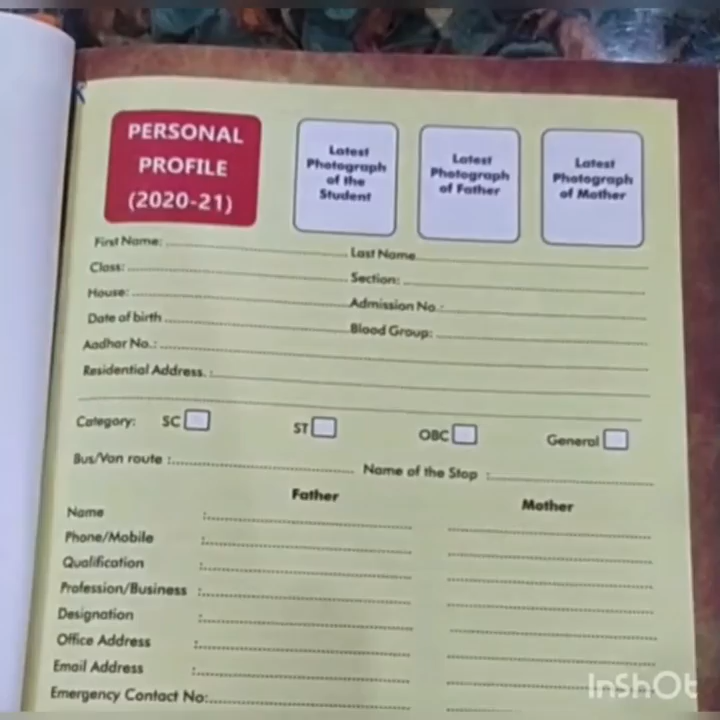 PERSONAL
PROFILE
(2020-21)
Latest
Photograph
of the
Student
Latest
Photograph
of Father
Latest
Photograph
of Mother
First Name: Last Name
Class: Section:
House: Admission No.:
Date of birth Blood Group:
Aadhar No.:
Residential Address. :
Category: SC ST OBC General
Bus/Van route : Name of the Stop :
Father Mother
Name :
Phone/Mobile :
Qualification :
Profession/Business :
Designation :
Office Address :
Email Address :
Emergency Contact No:
InShOt